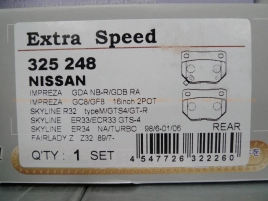 Extra Speed
325 248
NISSAN
IMPREZA GDA NB-R/GDB RA
IMPREZA GC8/GF8 16inch 2POT
SKYLINE R32 typeM/GTS4/GT-R
SKYLINE ER33/ECR33 GTS-4
SKYLINE ER34 NA/TURBO 98/6-01/06
FAIRLADY Z Z32 89/7-
REAR
Q'TY : 1 SET
4 547726 322260